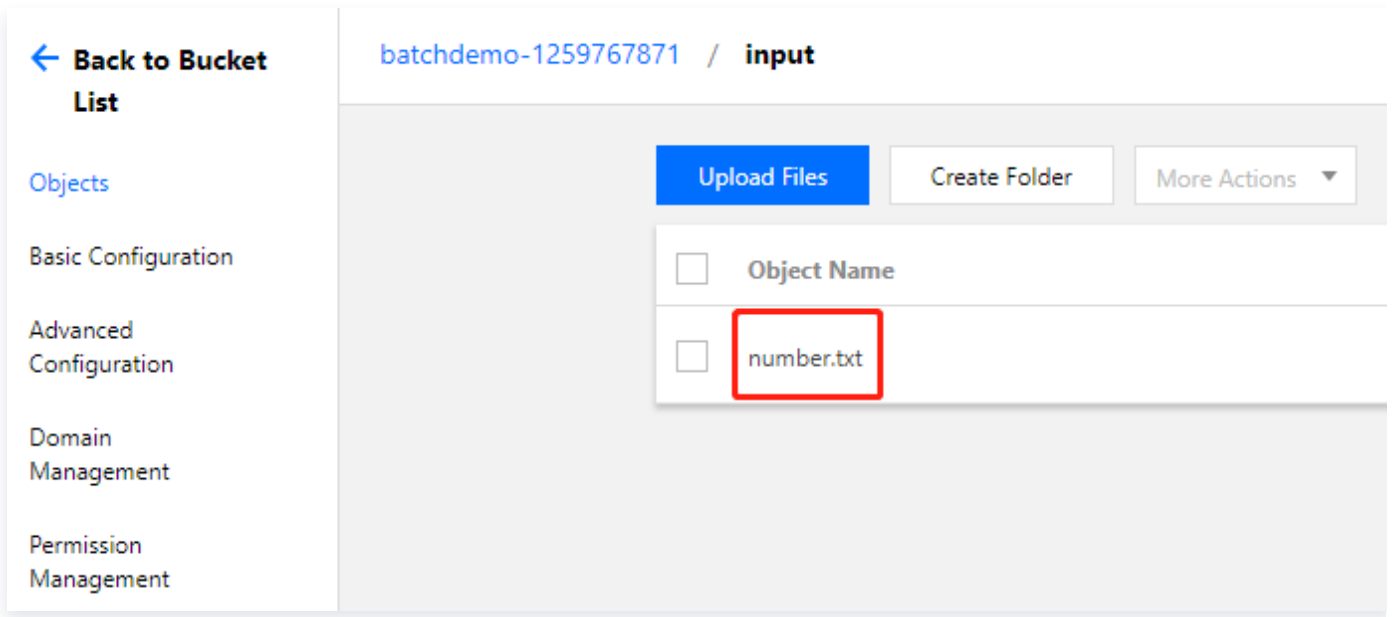 Back to Bucket
List
batchdemo-1259767871 / input
Objects
Basic Configuration
Advanced
Configuration
Domain
Management
Permission
Management
Upload Files
Create Folder
More Actions
Object Name
number.txt